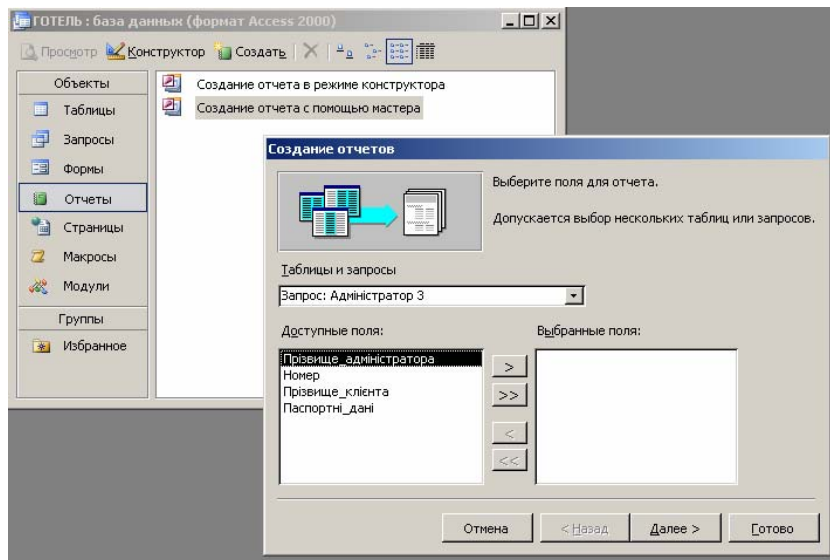 ГОТЕЛЬ : база данных (формат Access 2000)
Просмотр Конструктор Создать
Объекты
Таблицы
Запросы
Формы
Отчеты
Страницы
Макросы
Модули
Группы
Избранное
Создание отчета в режиме конструктора
Создание отчета с помощью мастера
Создание отчетов
Выберите поля для отчета.
Допускается выбор нескольких таблиц или запросов.
Таблицы и запросы
Запрос: Адміністратор 3
Доступные поля:
Выбранные поля:
Прізвище_адміністратора
Номер
Прізвище_клієнта
Паспортні_дані
>
>>
<
<<
Отмена
< Назад
Далее >
Готово